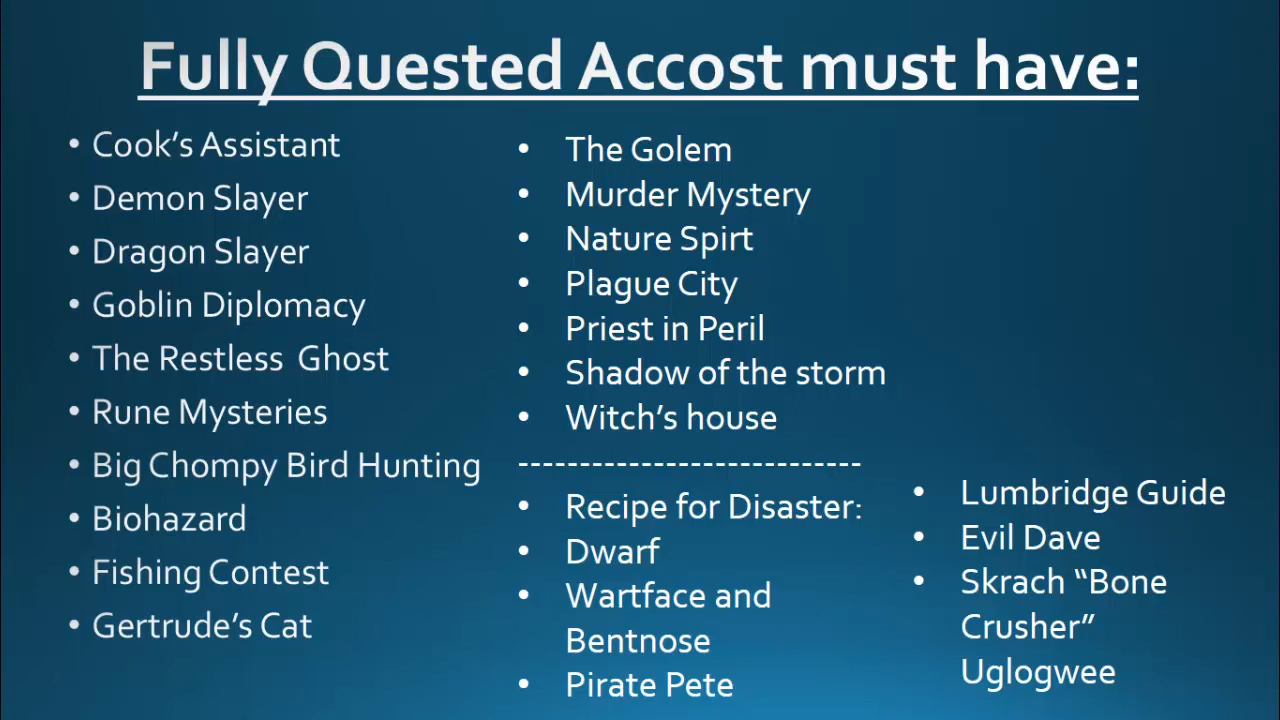 Fully Quested Accost must have:
• Cook’s Assistant
• Demon Slayer
• Dragon Slayer
• Goblin Diplomacy
• The Restless Ghost
• Rune Mysteries
• Big Chompy Bird Hunting
• Biohazard
• Fishing Contest
• Gertrude’s Cat
• The Golem
• Murder Mystery
• Nature Spirt
• Plague City
• Priest in Peril
• Shadow of the storm
• Witch’s house
----------------------------
• Recipe for Disaster:
• Dwarf
• Wartface and
Bentnose
• Pirate Pete
• Lumbridge Guide
• Evil Dave
• Skrach “Bone
Crusher”
Uglogwee